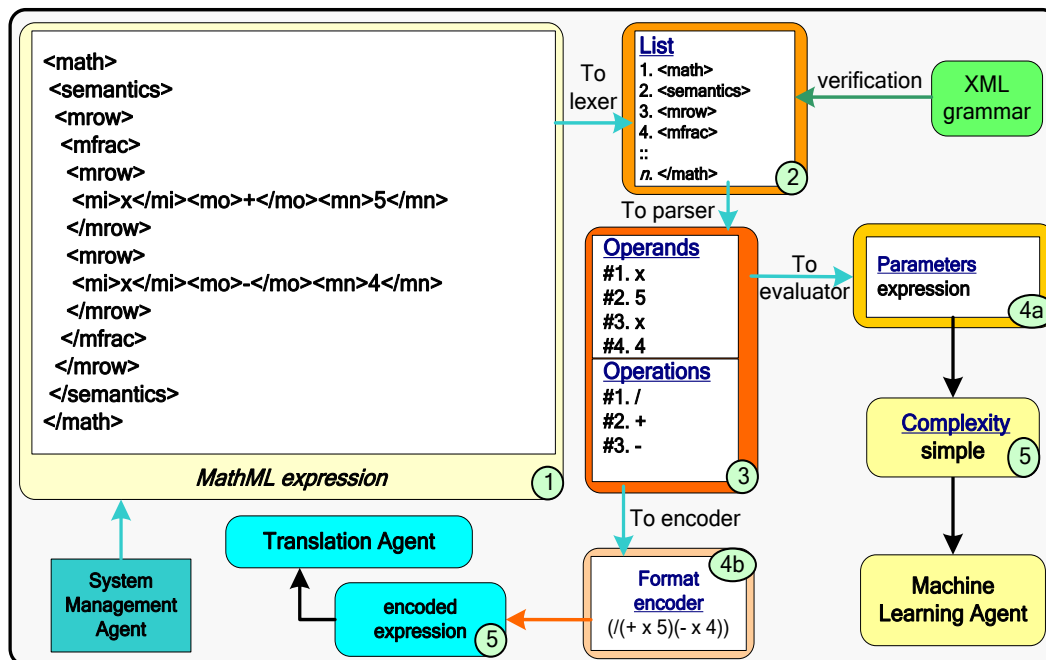 <math>
<semantics>
<mrow>
<mfrac>
<mrow>
<mi>x</mi><mo>+</mo><mn>5</mn>
</mrow>
<mrow>
<mi>x</mi><mo>-</mo><mn>4</mn>
</mrow>
</mfrac>
</mrow>
</semantics>
</math>
MathML expression
1
To
lexer
List
1. <math>
2. <semantics>
3. <mrow>
4. <mfrac>
::
n. </math>
2
verification
XML
grammar
To parser
Operands
#1. x
#2. 5
#3. x
#4. 4
Operations
#1. /
#2. +
#3. -
3
To
evaluator
Parameters
expression
4a
Complexity
simple
5
Machine
Learning Agent
To encoder
4b
Format
encoder
(/(+ x 5)(- x 4))
encoded
expression
5
Translation Agent
System
Management
Agent